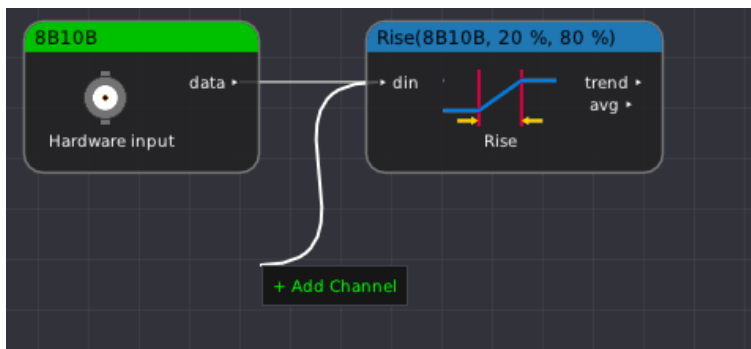 8B10B
data
Hardware input
Rise(8B10B, 20 %, 80 %)
din
trend
avg
Rise
+ Add Channel